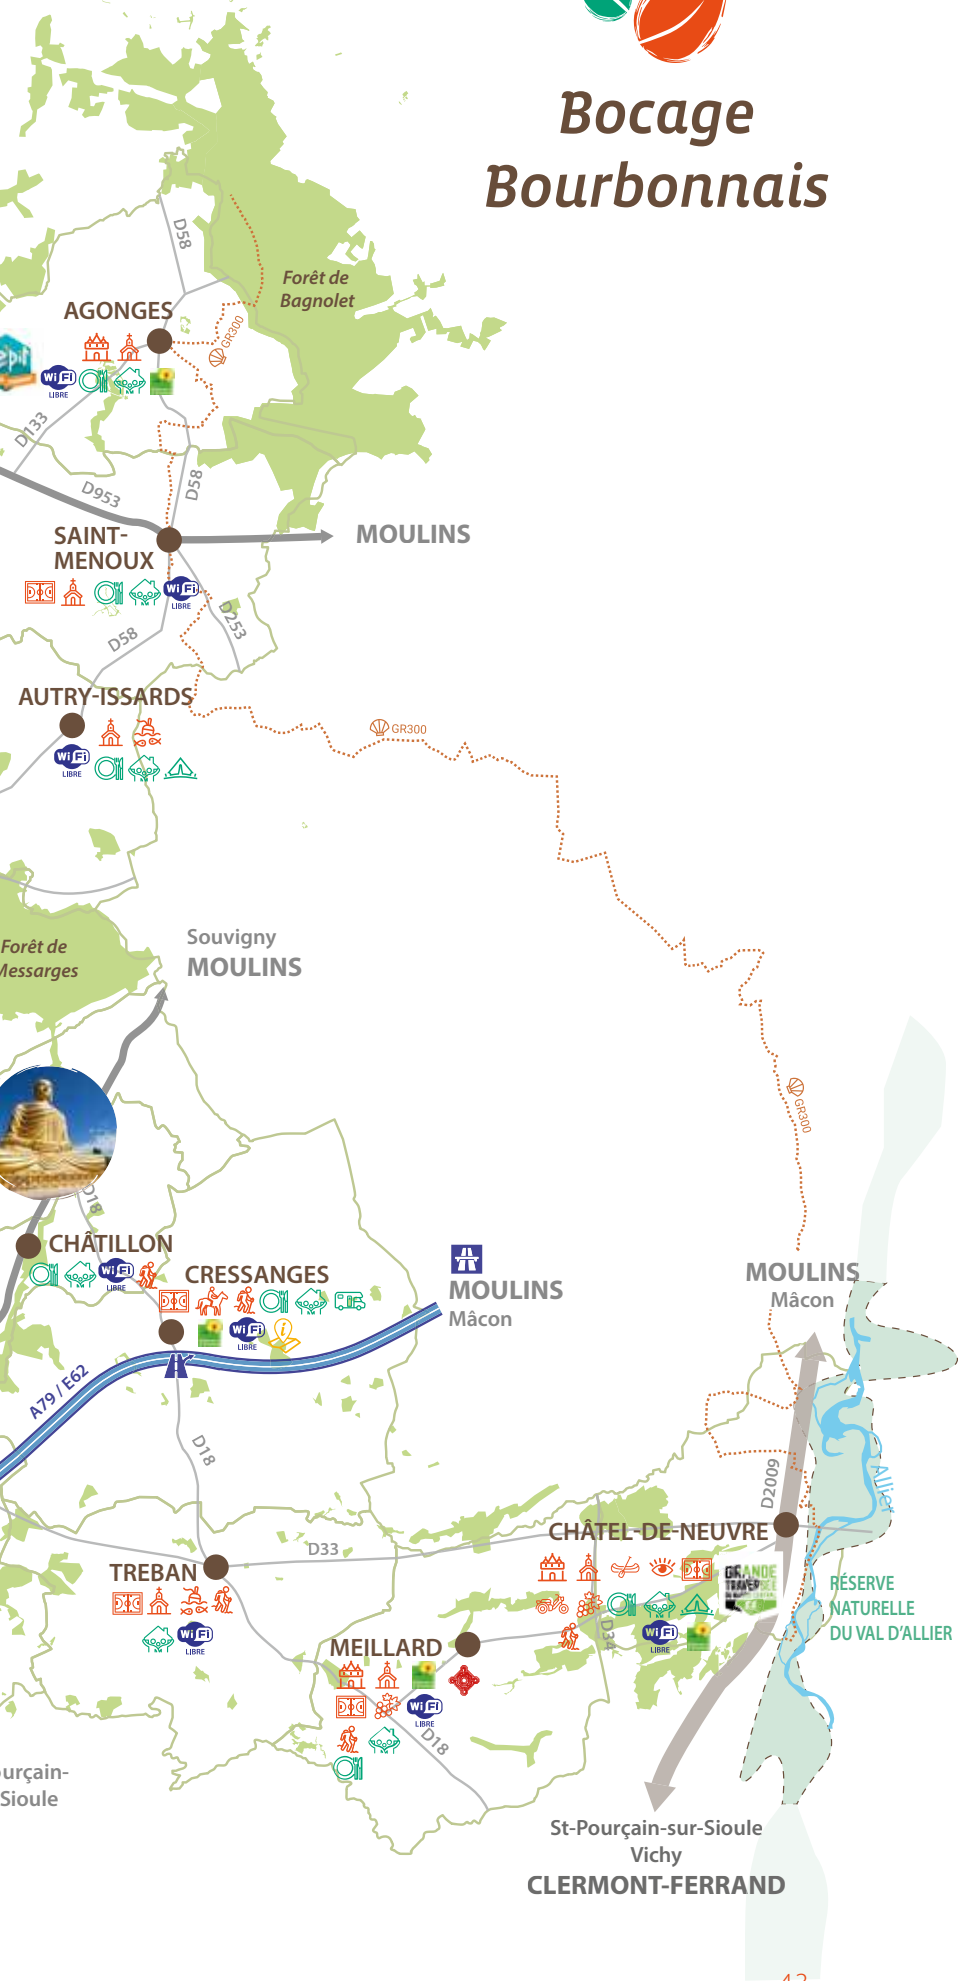 Bocage
Bourbonnais
D58
Forêt de
Bagnolet
AGONGES
GR300
WiFi
LIBRE
D133
D953
D58
SAINT-
MENOUX
MOULINS
WiFi
LIBRE
D253
D58
AUTRY-ISSARDS
GR300
WiFi
LIBRE
Forêt de
Messarges
Souvigny
MOULINS
GR300
D18
CHÂTILLON
WiFi
LIBRE
CRESSANGES
MOULINS
Mâcon
MOULINS
Mâcon
WiFi
LIBRE
A79 / E62
D18
D2009
Allier
CHÂTEL-DE-NEUVRE
D33
TREBAN
GRANDE
RÉSERVE
NATURELLE
DU VAL D'ALLIER
WiFi
LIBRE
D34
WiFi
LIBRE
MEILLARD
WiFi
LIBRE
D18
Sioule
St-Pourçain-sur-Sioule
Vichy
CLERMONT-FERRAND